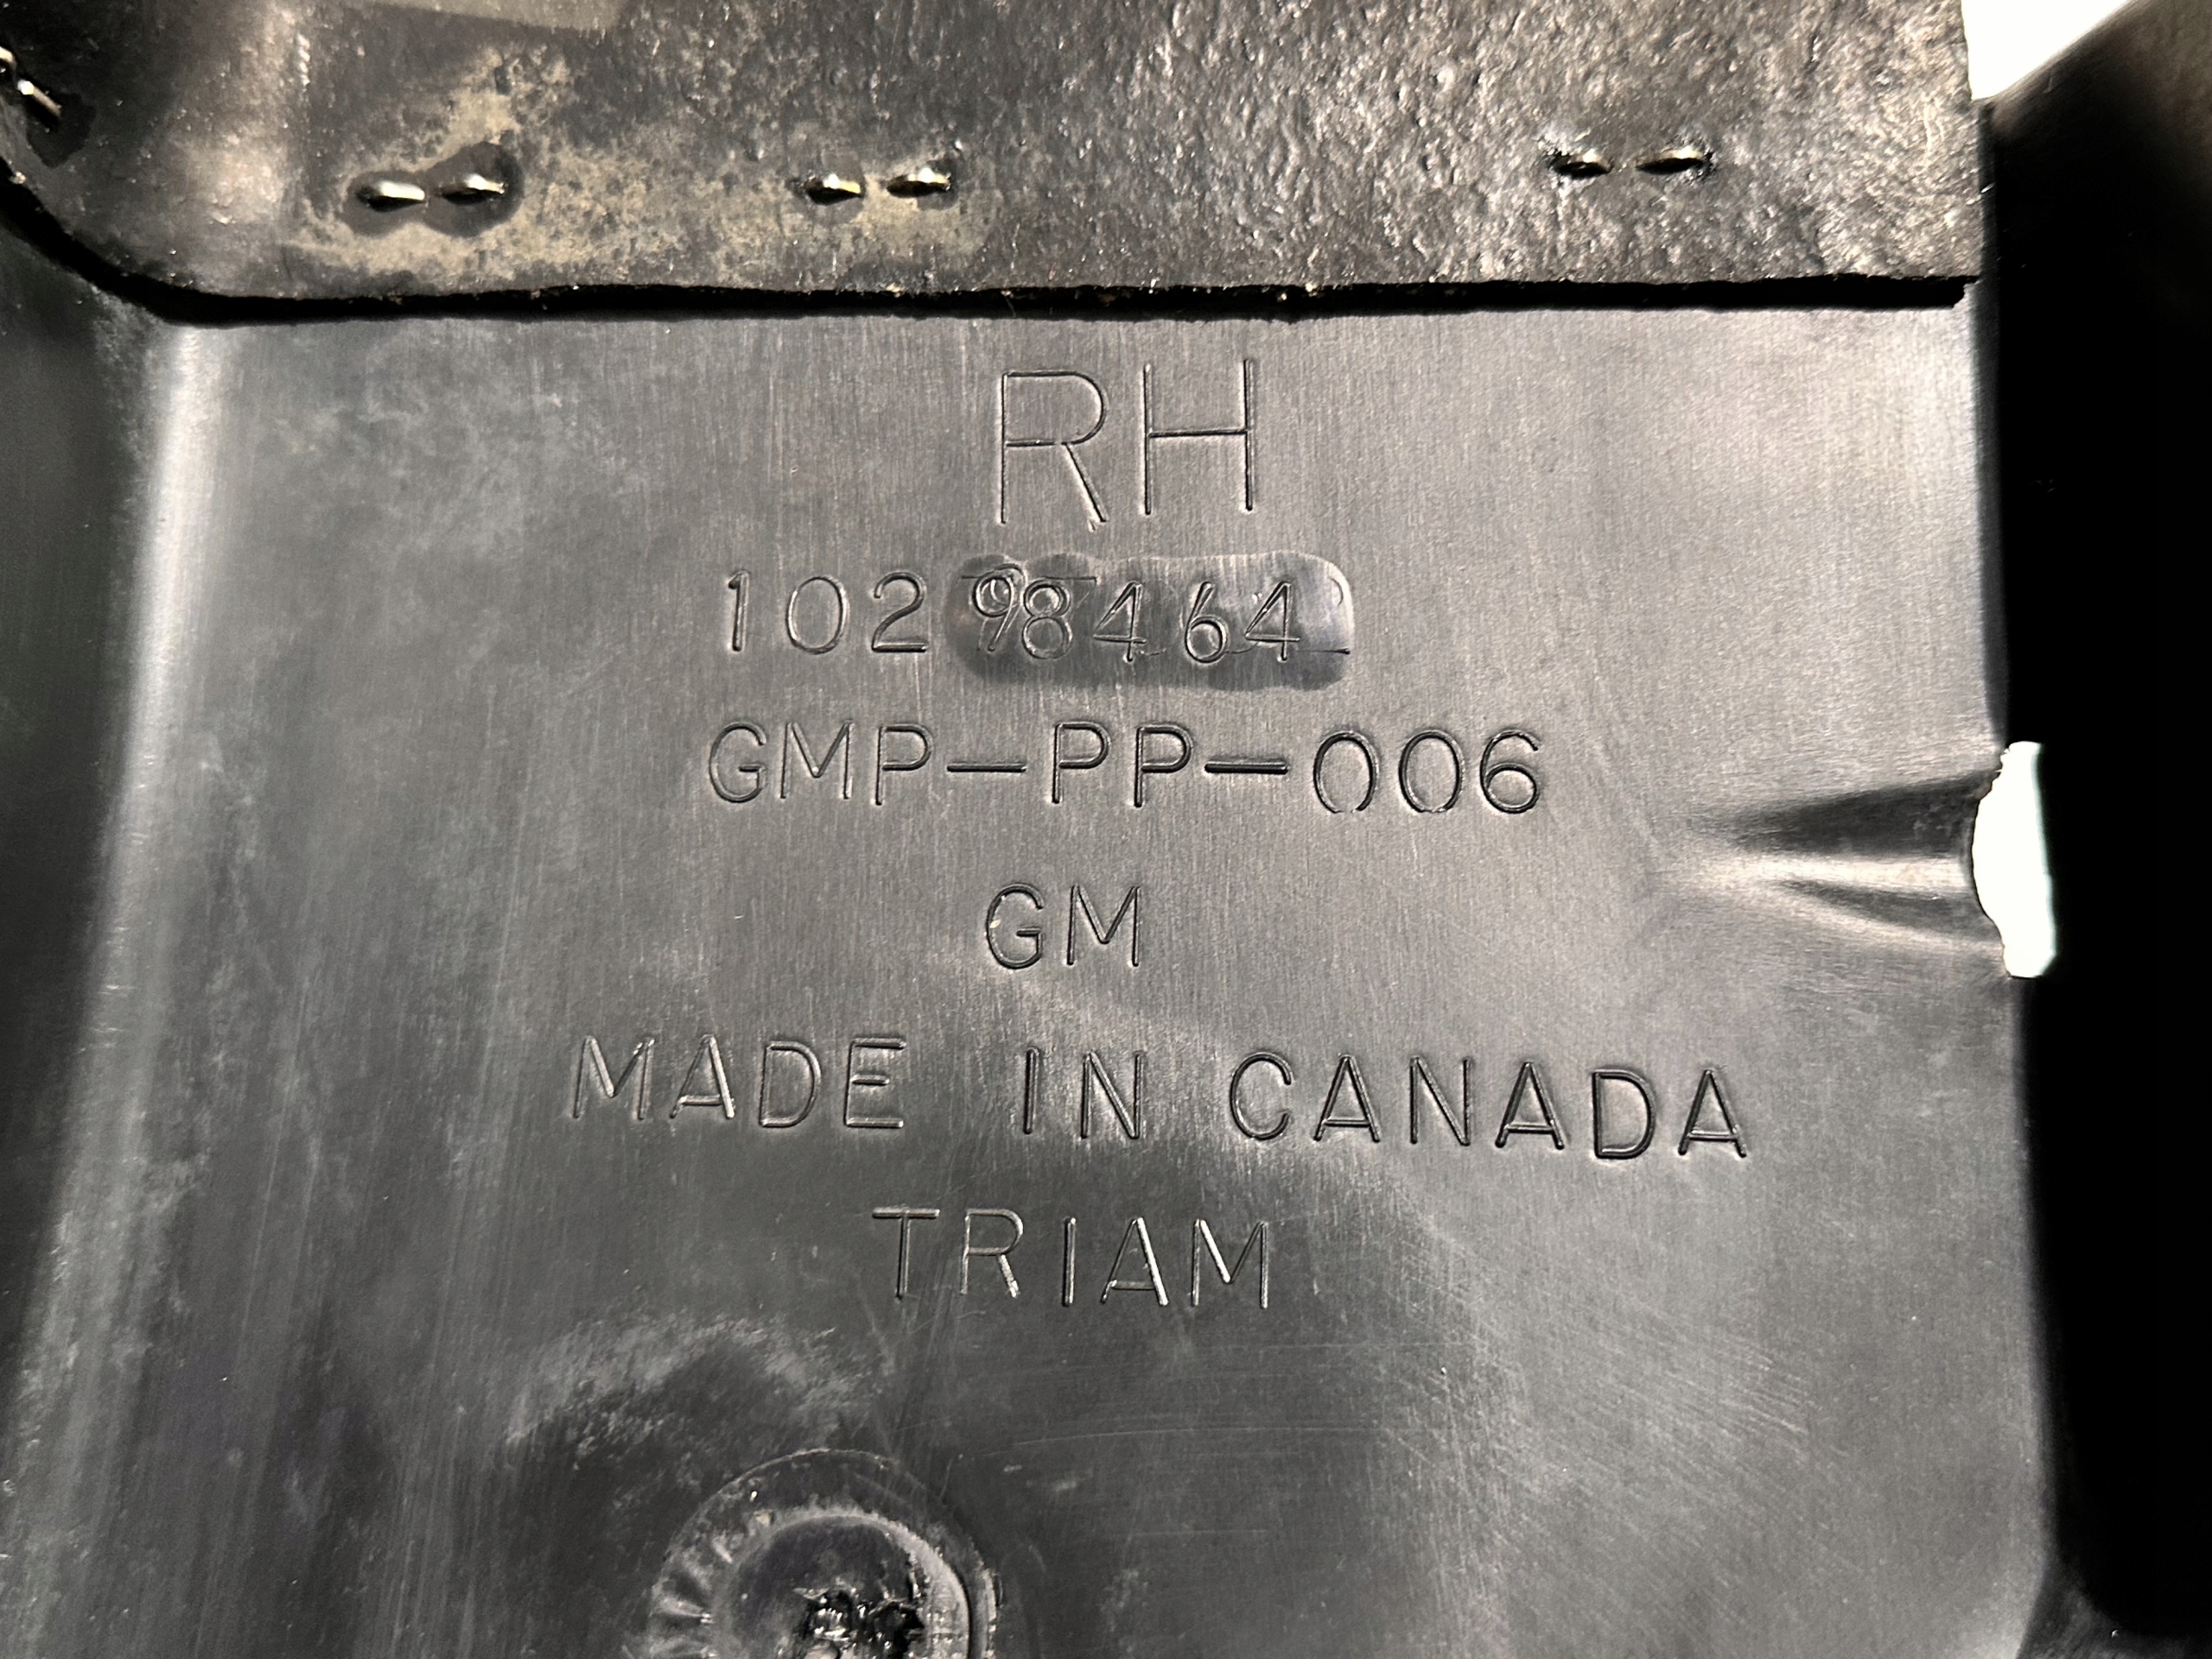 RH
10298464
GMP-PP-006
GM
MADE IN CANADA
TRIAM